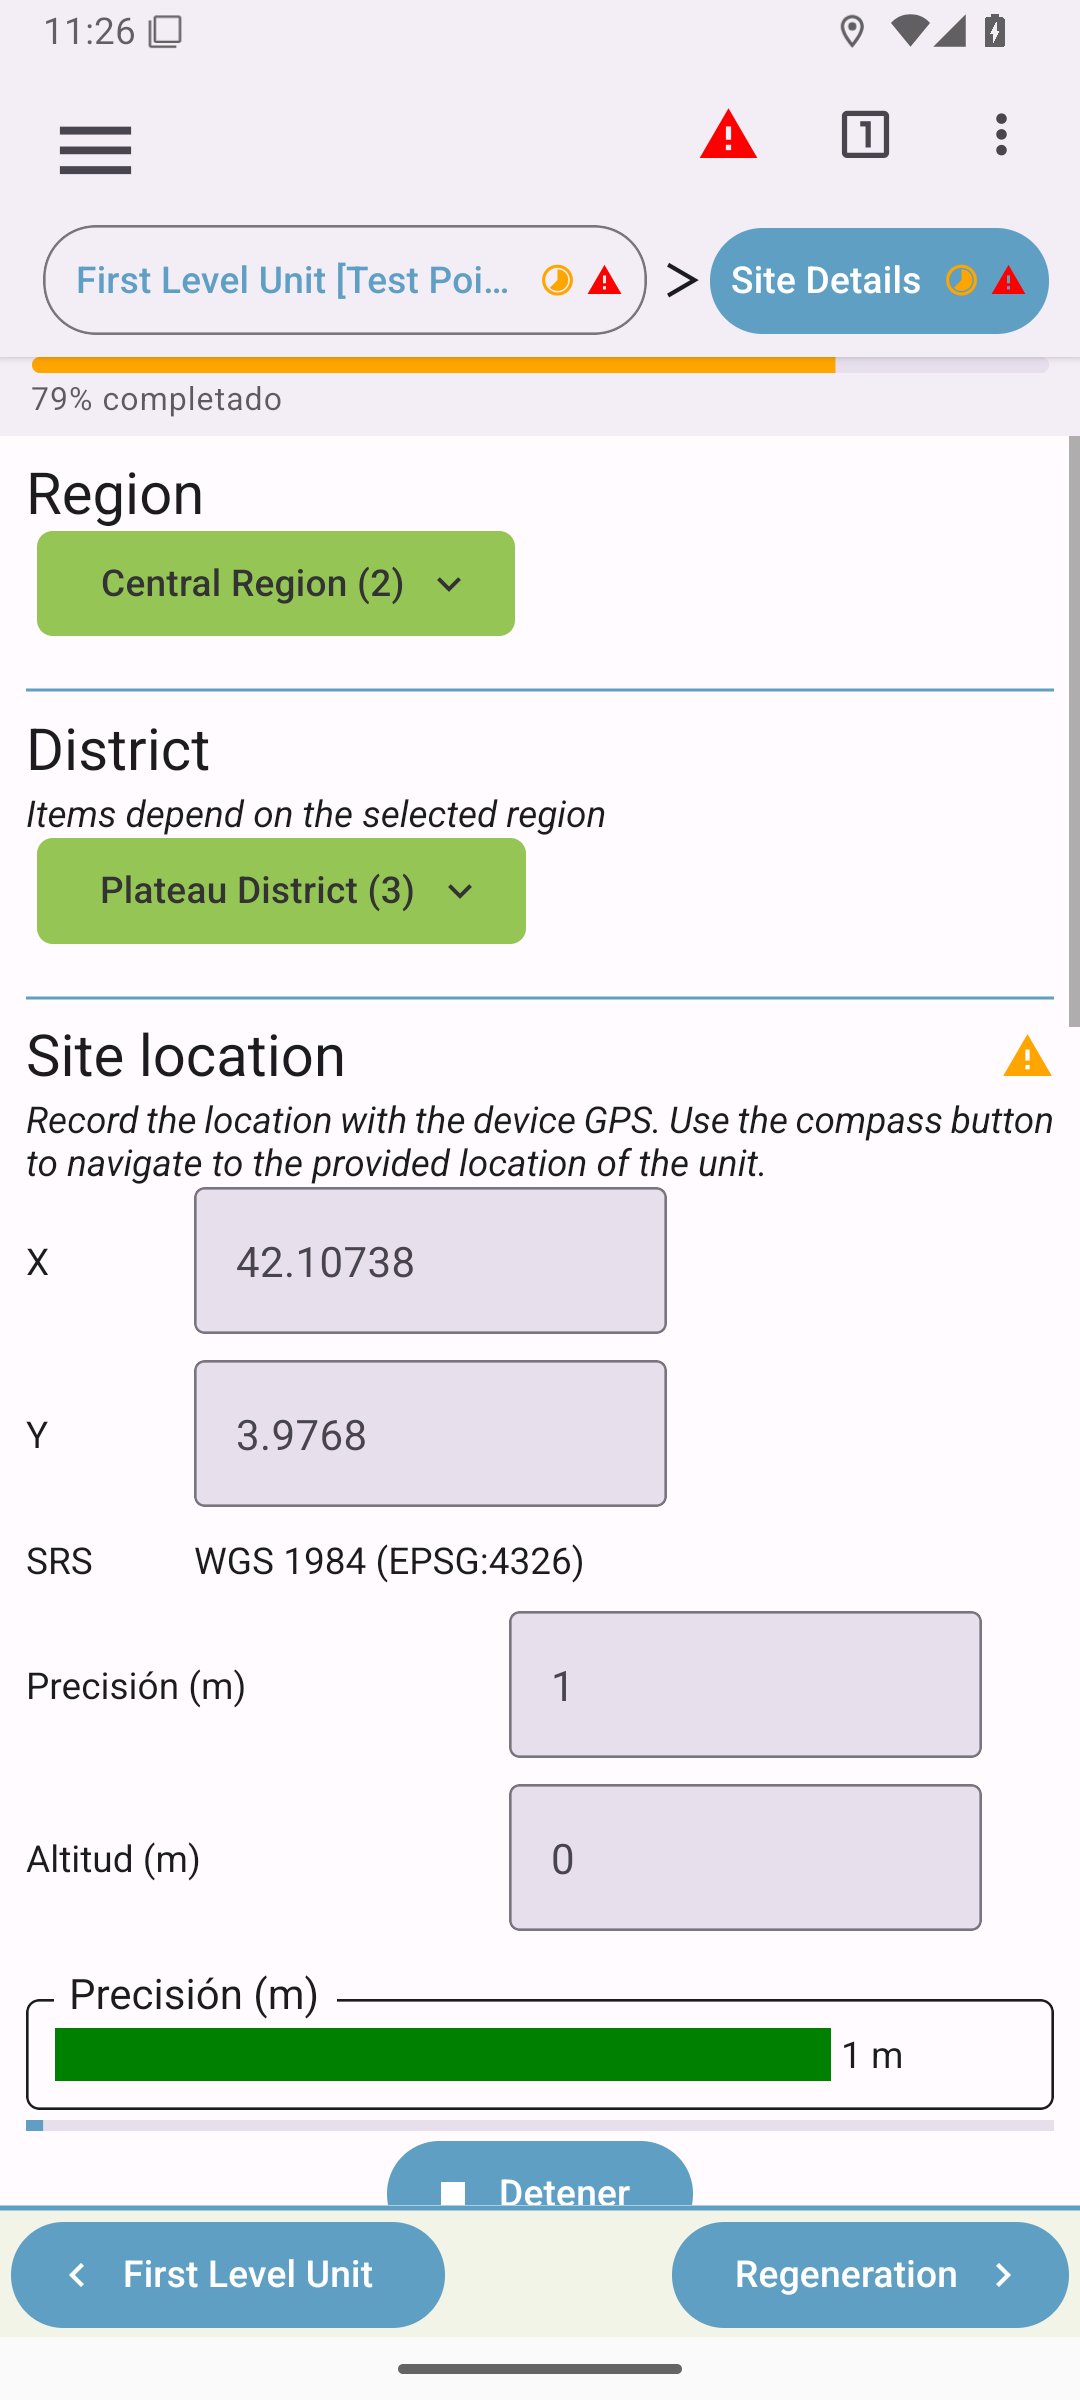 11:26
1
First Level Unit [Test Poi... > Site Details
79% completado
Region
Central Region (2)
District
Items depend on the selected region
Plateau District (3)
Site location
Record the location with the device GPS. Use the compass button
to navigate to the provided location of the unit.
X 42.10738
Y 3.9768
SRS WGS 1984 (EPSG:4326)
Precisión (m) 1
Altitud (m) 0
Precisión (m)
1 m
Detener
First Level Unit Regeneration